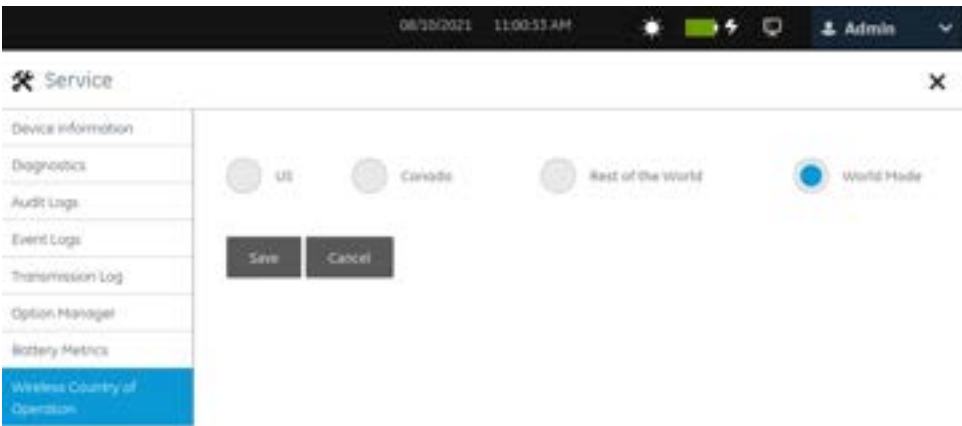 08/10/2021 11:00:53 AM Admin
Service
Device Information
Diagnostics
Audit Logs
Event Logs
Transmission Log
Option Manager
Battery Metrics
Wireless Country of
Operation
US Canada Rest of the World World Mode
Save Cancel